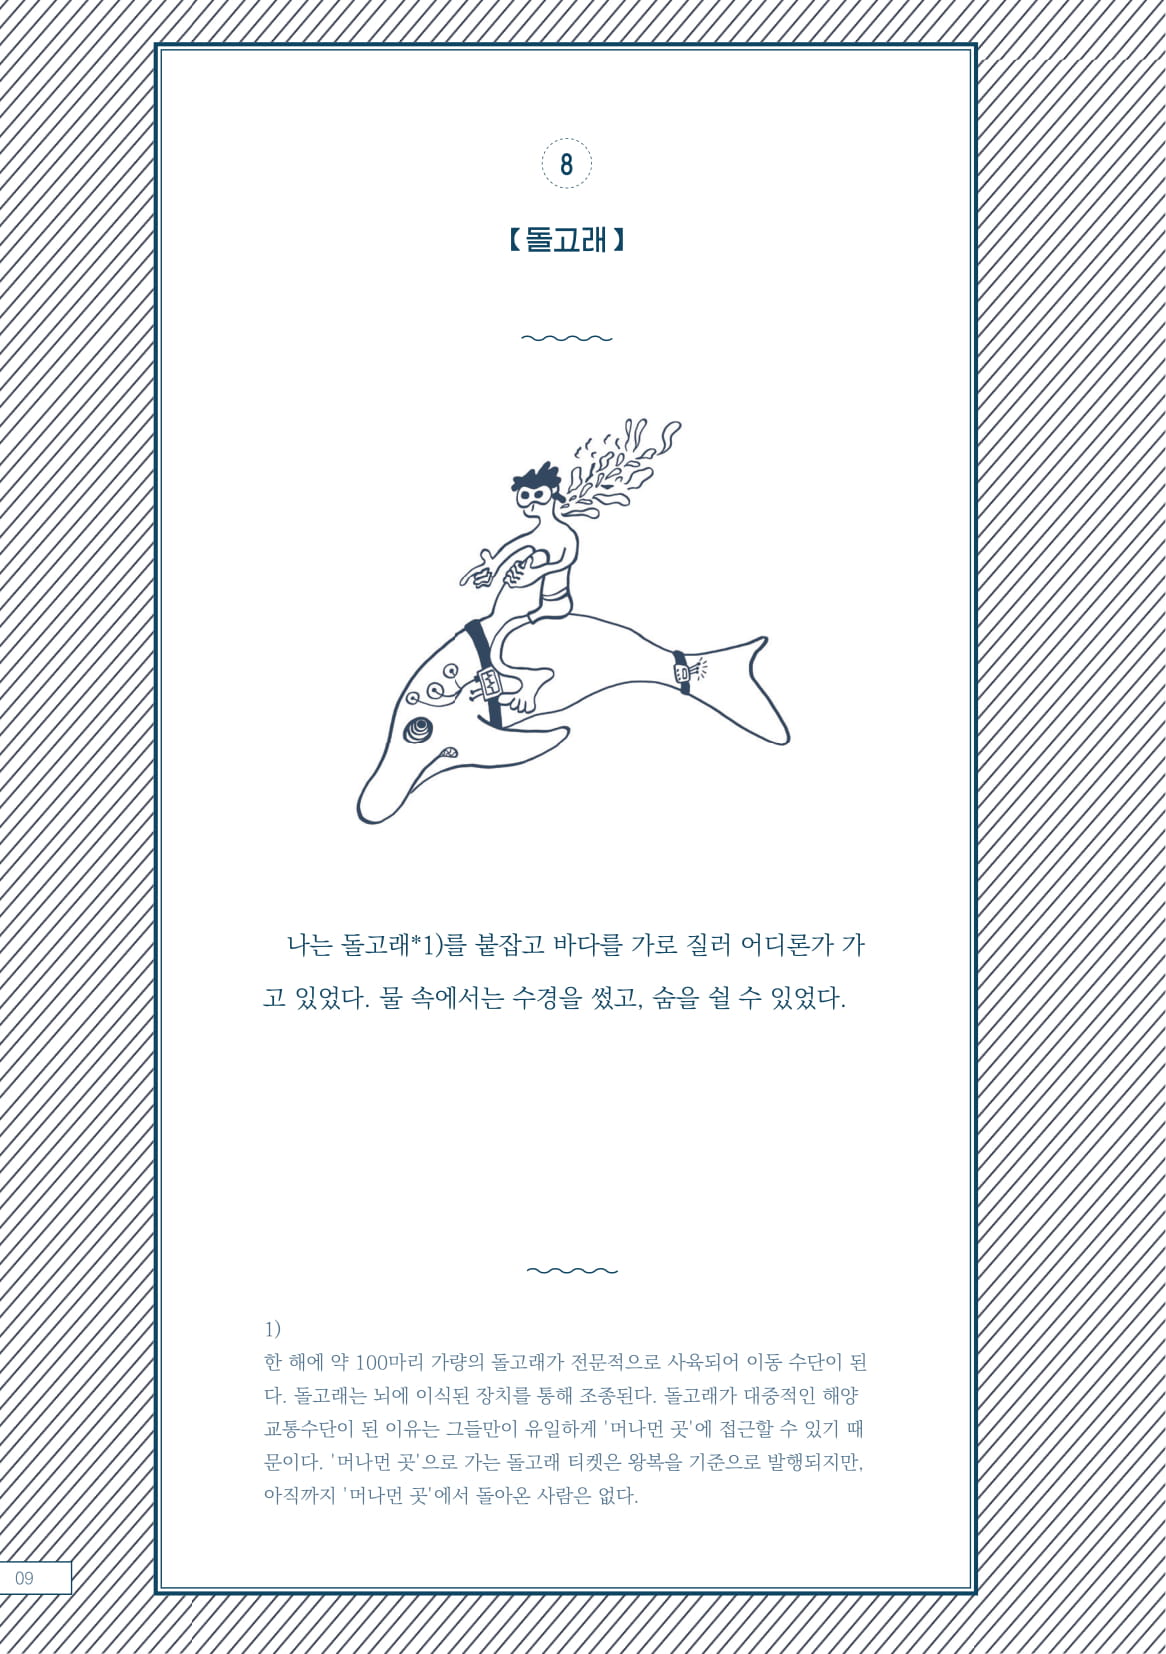 8
【돌고래】
나는 돌고래*1)를 붙잡고 바다를 가로 질러 어디론가 가
고 있었다. 물 속에서는 수경을 썼고, 숨을 쉴 수 있었다.
1)
한 해에 약 100마리 가량의 돌고래가 전문적으로 사육되어 이동 수단이 된
다. 돌고래는 뇌에 이식된 장치를 통해 조종된다. 돌고래가 대중적인 해양
교통수단이 된 이유는 그들만이 유일하게 '머나먼 곳'에 접근할 수 있기 때
문이다. '머나먼 곳'으로 가는 돌고래 티켓은 왕복을 기준으로 발행되지만,
아직까지 '머나먼 곳'에서 돌아온 사람은 없다.
09